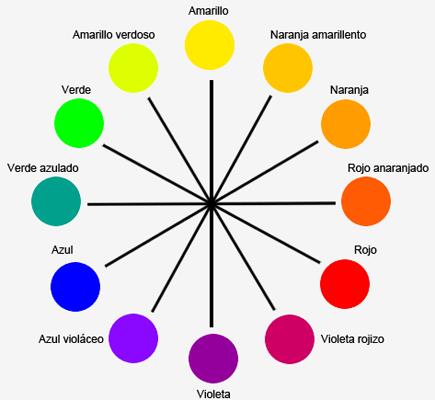 Amarillo
Amarillo verdoso
Naranja amarillento
Verde
Naranja
Verde azulado
Rojo anaranjado
Azul
Rojo
Azul violáceo
Violeta rojizo
Violeta